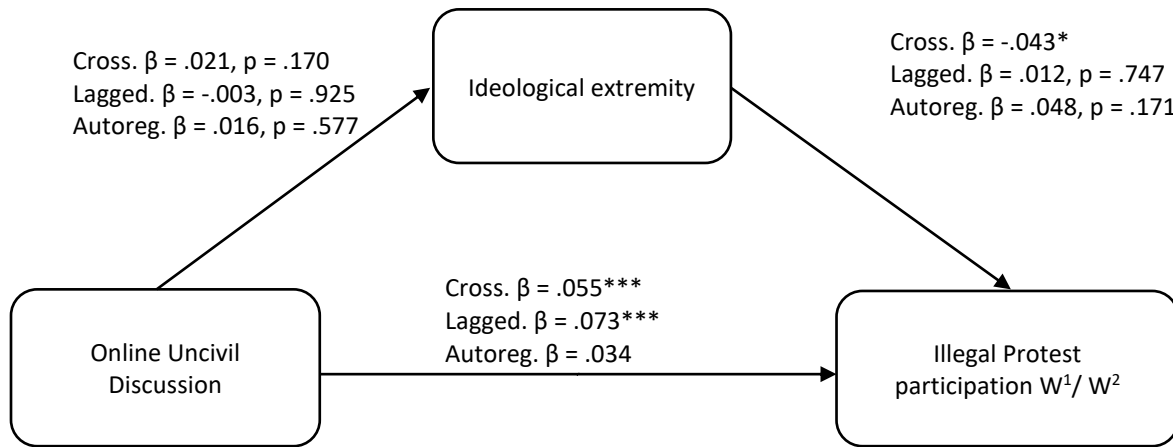 Cross. β = .021, p = .170
Lagged. β = -.003, p = .925
Autoreg. β = .016, p = .577
Ideological extremity
Cross. β = -.043*
Lagged. β = .012, p = .747
Autoreg. β = .048, p = .171
Cross. β = .055***
Lagged. β = .073***
Autoreg. β = .034
Online Uncivil
Discussion
Illegal Protest
participation W¹/ W²